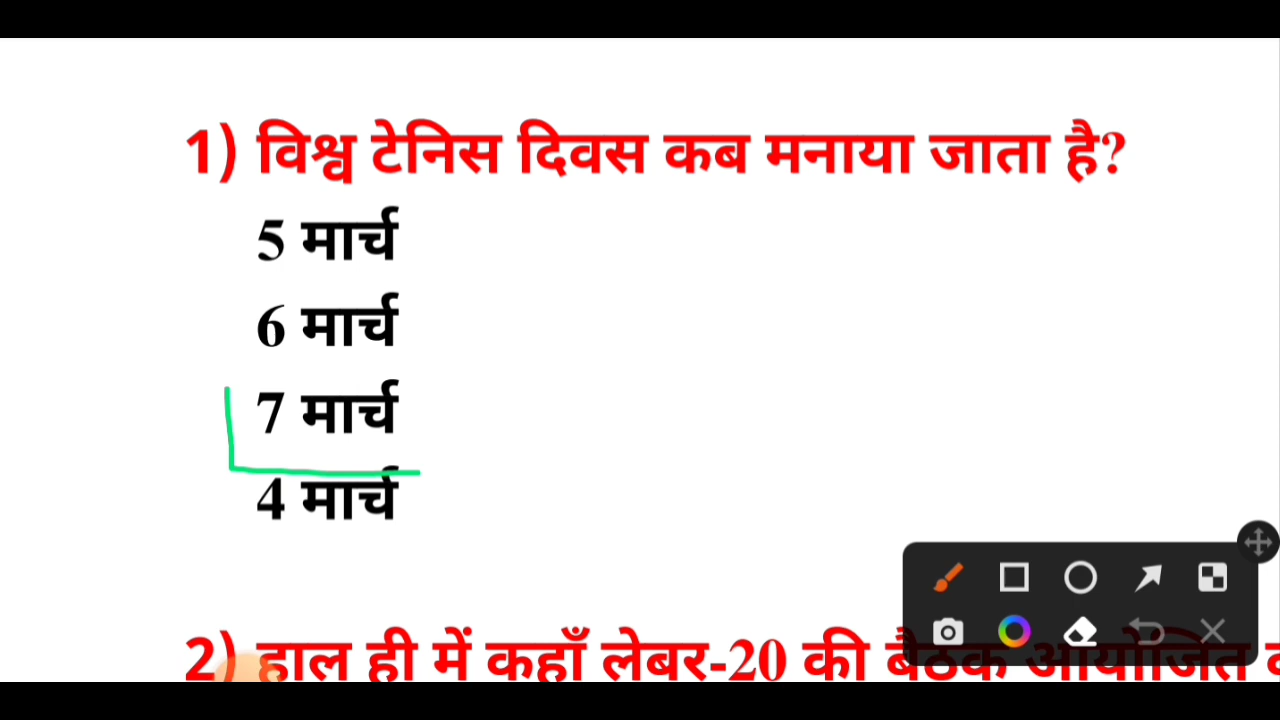 1) विश्व टेनिस दिवस कब मनाया जाता है?
5 मार्च
6 मार्च
7 मार्च
4 मार्च
2) हाल ही में कहाँ लेबर-20 की बैठक आयोजित